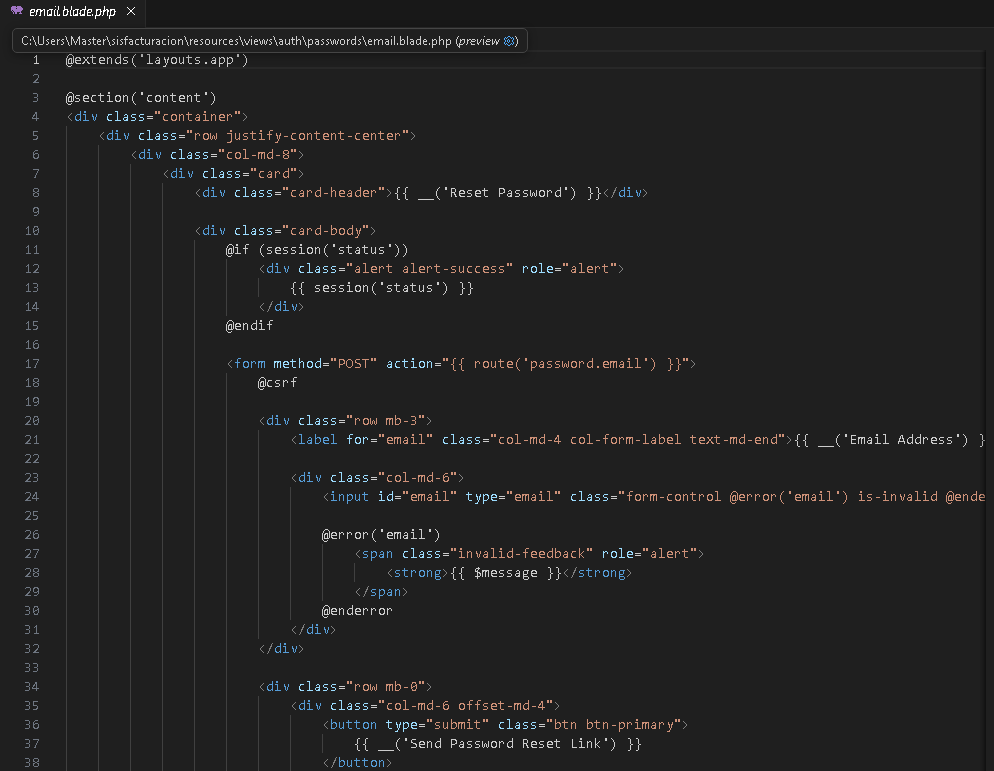 email.blade.php ×
C:\Users\Master\sisfacturacion\resources\views\auth\passwords\email.blade.php (preview ◎)
1 @extends('layouts.app')
2
3 @section('content')
4 <div class="container">
5 <div class="row justify-content-center">
6 <div class="col-md-8">
7 <div class="card">
8 <div class="card-header">{{ __('Reset Password') }}</div>
9
10 <div class="card-body">
11 @if (session('status'))
12 <div class="alert alert-success" role="alert">
13 {{ session('status') }}
14 </div>
15 @endif
16
17 <form method="POST" action="{{ route('password.email') }}">
18 @csrf
19
20 <div class="row mb-3">
21 <label for="email" class="col-md-4 col-form-label text-md-end">{{ __('Email Address') }
22
23 <div class="col-md-6">
24 <input id="email" type="email" class="form-control @error('email') is-invalid @ende
25
26 @error('email')
27 <span class="invalid-feedback" role="alert">
28 <strong>{{ $message }}</strong>
29 </span>
30 @enderror
31 </div>
32 </div>
33
34 <div class="row mb-0">
35 <div class="col-md-6 offset-md-4">
36 <button type="submit" class="btn btn-primary">
37 {{ __('Send Password Reset Link') }}
38 </button>